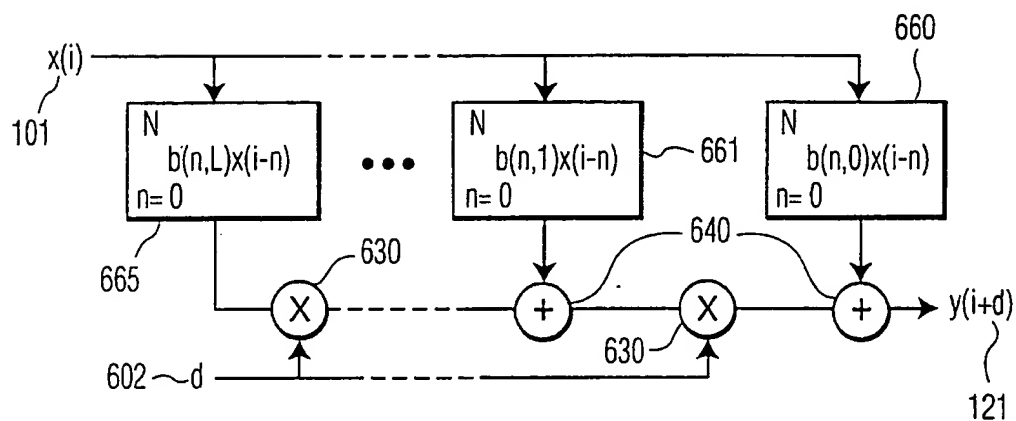 660
x(i)
101
N
b(n,L)x(i-n)
n= 0
N
b(n,1)x(i-n)
n= 0
661
N
b(n,0)x(i-n)
n= 0
665
630
640
X
+
X
+
y(i+d)
630
602
d
121